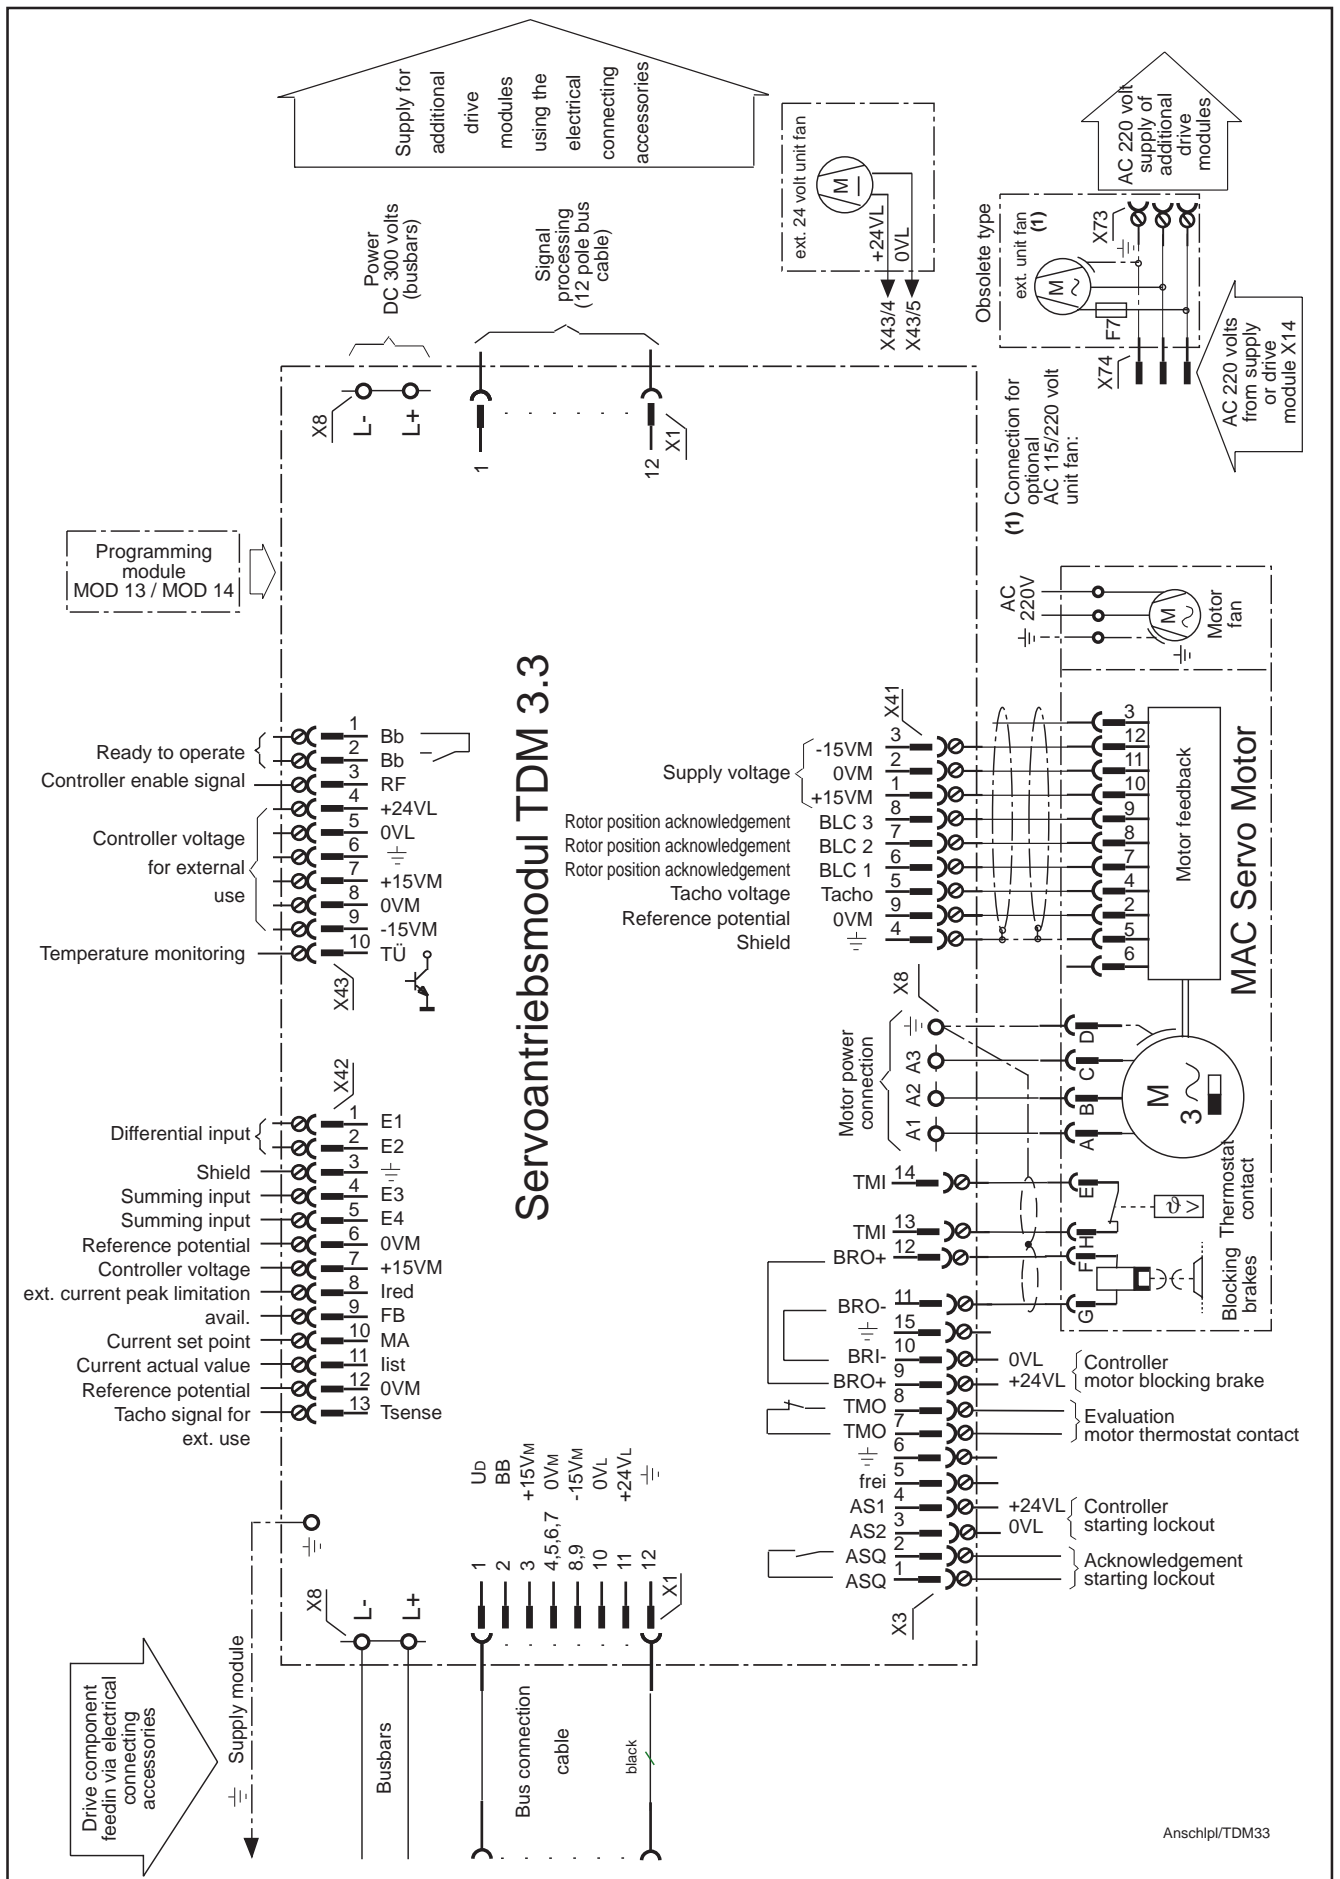 Supply for
additional
drive
modules
using the
electrical
connecting
accessories
Power
DC 300 volts
(busbars)
Signal
processing
(12 pole bus
cable)
ext. 24 volt unit fan
M
+24VL
0VL
X43/4
X43/5
AC 220 volt
supply of
additional
drive
modules
Obsolete type
ext. unit fan
(1)
X73
M
F7
X74
AC 220 volts
from supply
or drive
module X14
(1) Connection for
optional
AC 115/220 volt
unit fan:
X8
L-
L+
1
12
X1
Programming
module
MOD 13 / MOD 14
Servoantriebsmodul TDM 3.3
Ready to operate
1 Bb
2 Bb
Controller enable signal 3 RF
Controller voltage
for external
use
4 +24VL
5 0VL
6
7 +15VM
8 0VM
9 -15VM
Temperature monitoring 10 TÜ
X43
X42
Differential input
1 E1
2 E2
Shield 3
Summing input 4 E3
Summing input 5 E4
Reference potential 6 0VM
Controller voltage 7 +15VM
ext. current peak limitation 8 Ired
avail. 9 FB
Current set point 10 MA
Current actual value 11 Iist
Reference potential 12 0VM
Tacho signal for 13 Tsense
ext. use
AC
220V
M
Motor
fan
X41
Supply voltage
-15VM 3
0VM 2
+15VM 1
Rotor position acknowledgement BLC 3 8
Rotor position acknowledgement BLC 2 7
Rotor position acknowledgement BLC 1 6
Tacho voltage Tacho 5
Reference potential 0VM 9
Shield 4
3
12
11
10
9
8
7
4
2
5
6
Motor feedback
MAC Servo Motor
X8
Motor power
connection
A3
A2
A1
D
C
B
A
M
3
TMI 14
TMI 13
BRO+ 12
BRO- 11
15
BRI- 10
BRO+ 9
TMO 8
TMO 7
6
frei 5
AS1 4
AS2 3
ASQ 2
ASQ 1
X3
E
H
F
G
ϑ >
Thermostat
contact
Blocking
brakes
0VL
+24VL
Controller
motor blocking brake
Evaluation
motor thermostat contact
+24VL
0VL
Controller
starting lockout
Acknowledgement
starting lockout
UD
BB
+15VM
0VM
-15VM
0VL
+24VL
1
2
3
4,5,6,7
8,9
10
11
12
X1
X8
L-
L+
Drive component
feedin via electrical
connecting
accessories
Supply module
Busbars
Bus connection
cable
black
Anschlpl/TDM33